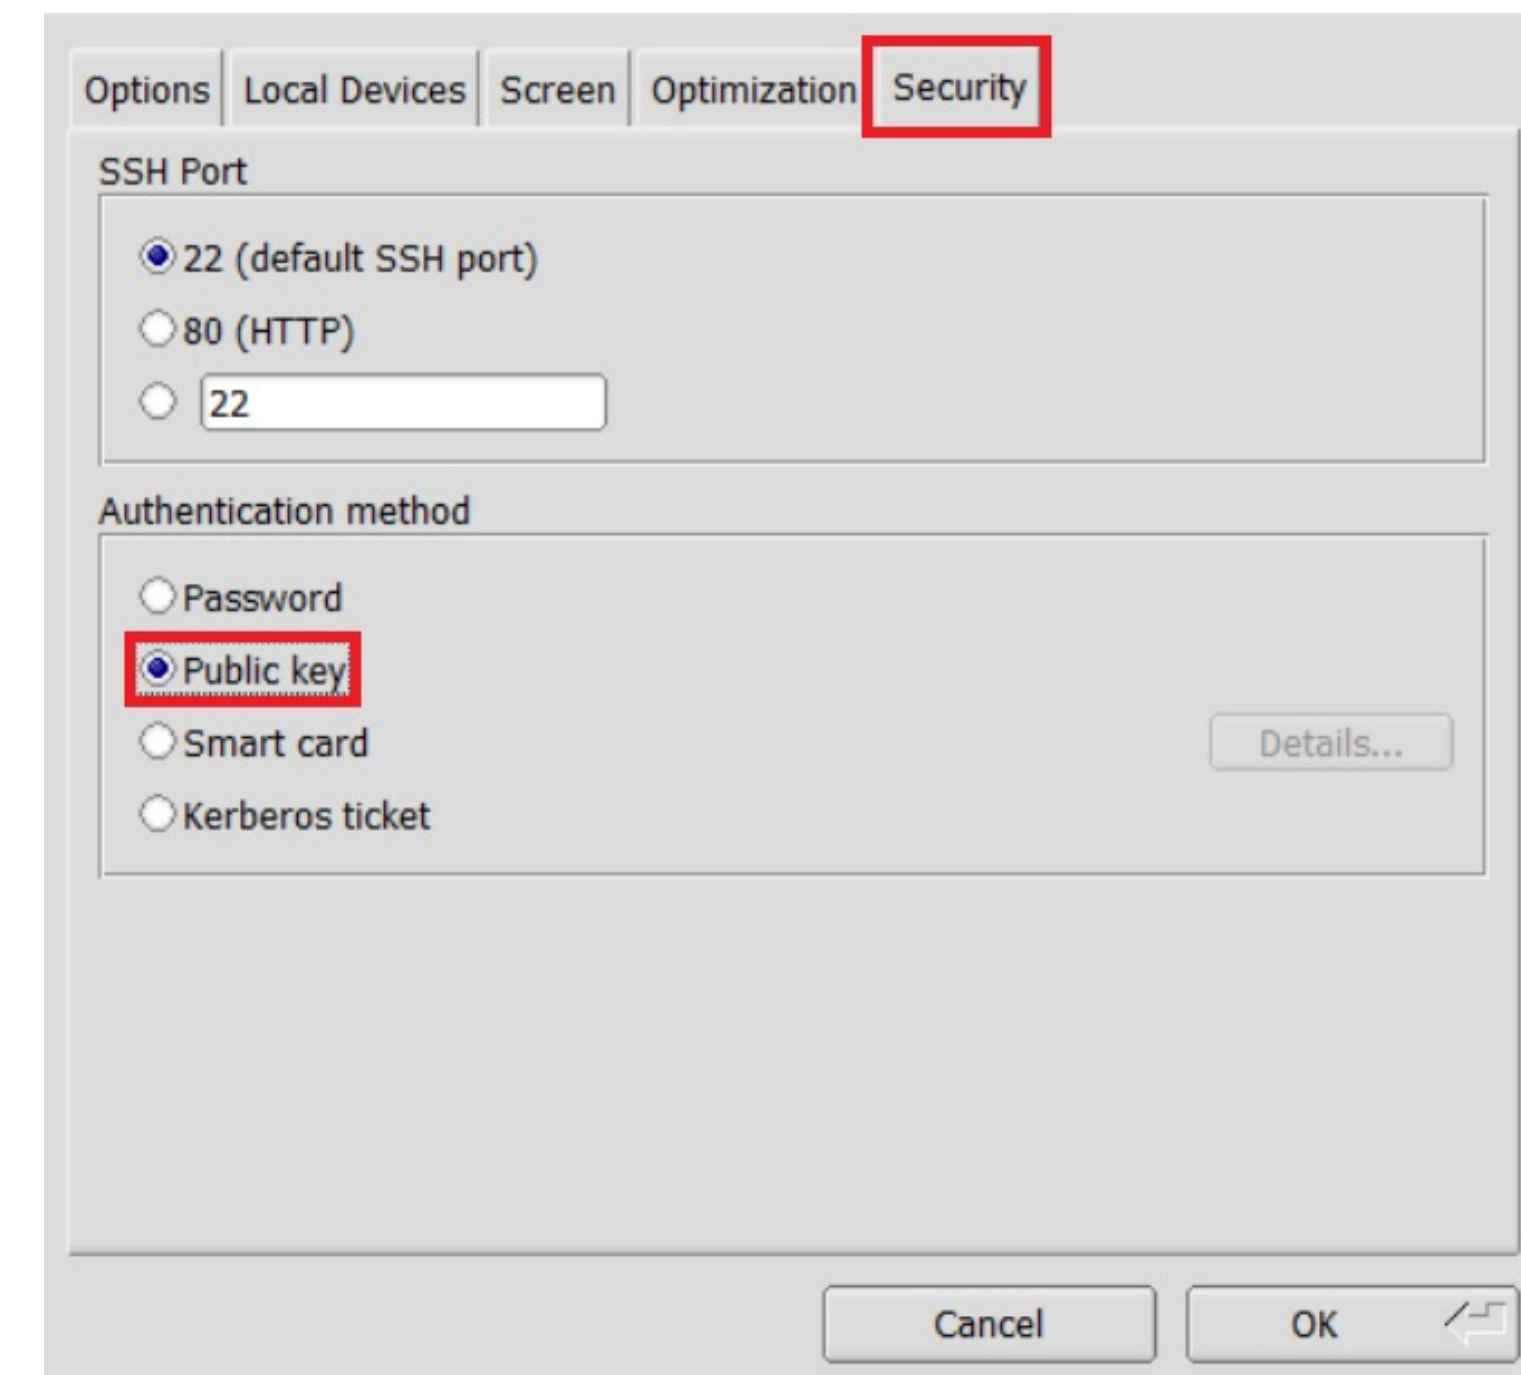 Options Local Devices Screen Optimization Security
SSH Port
22 (default SSH port)
80 (HTTP)
22
Authentication method
Password
Public key
Smart card Details...
Kerberos ticket
Cancel OK